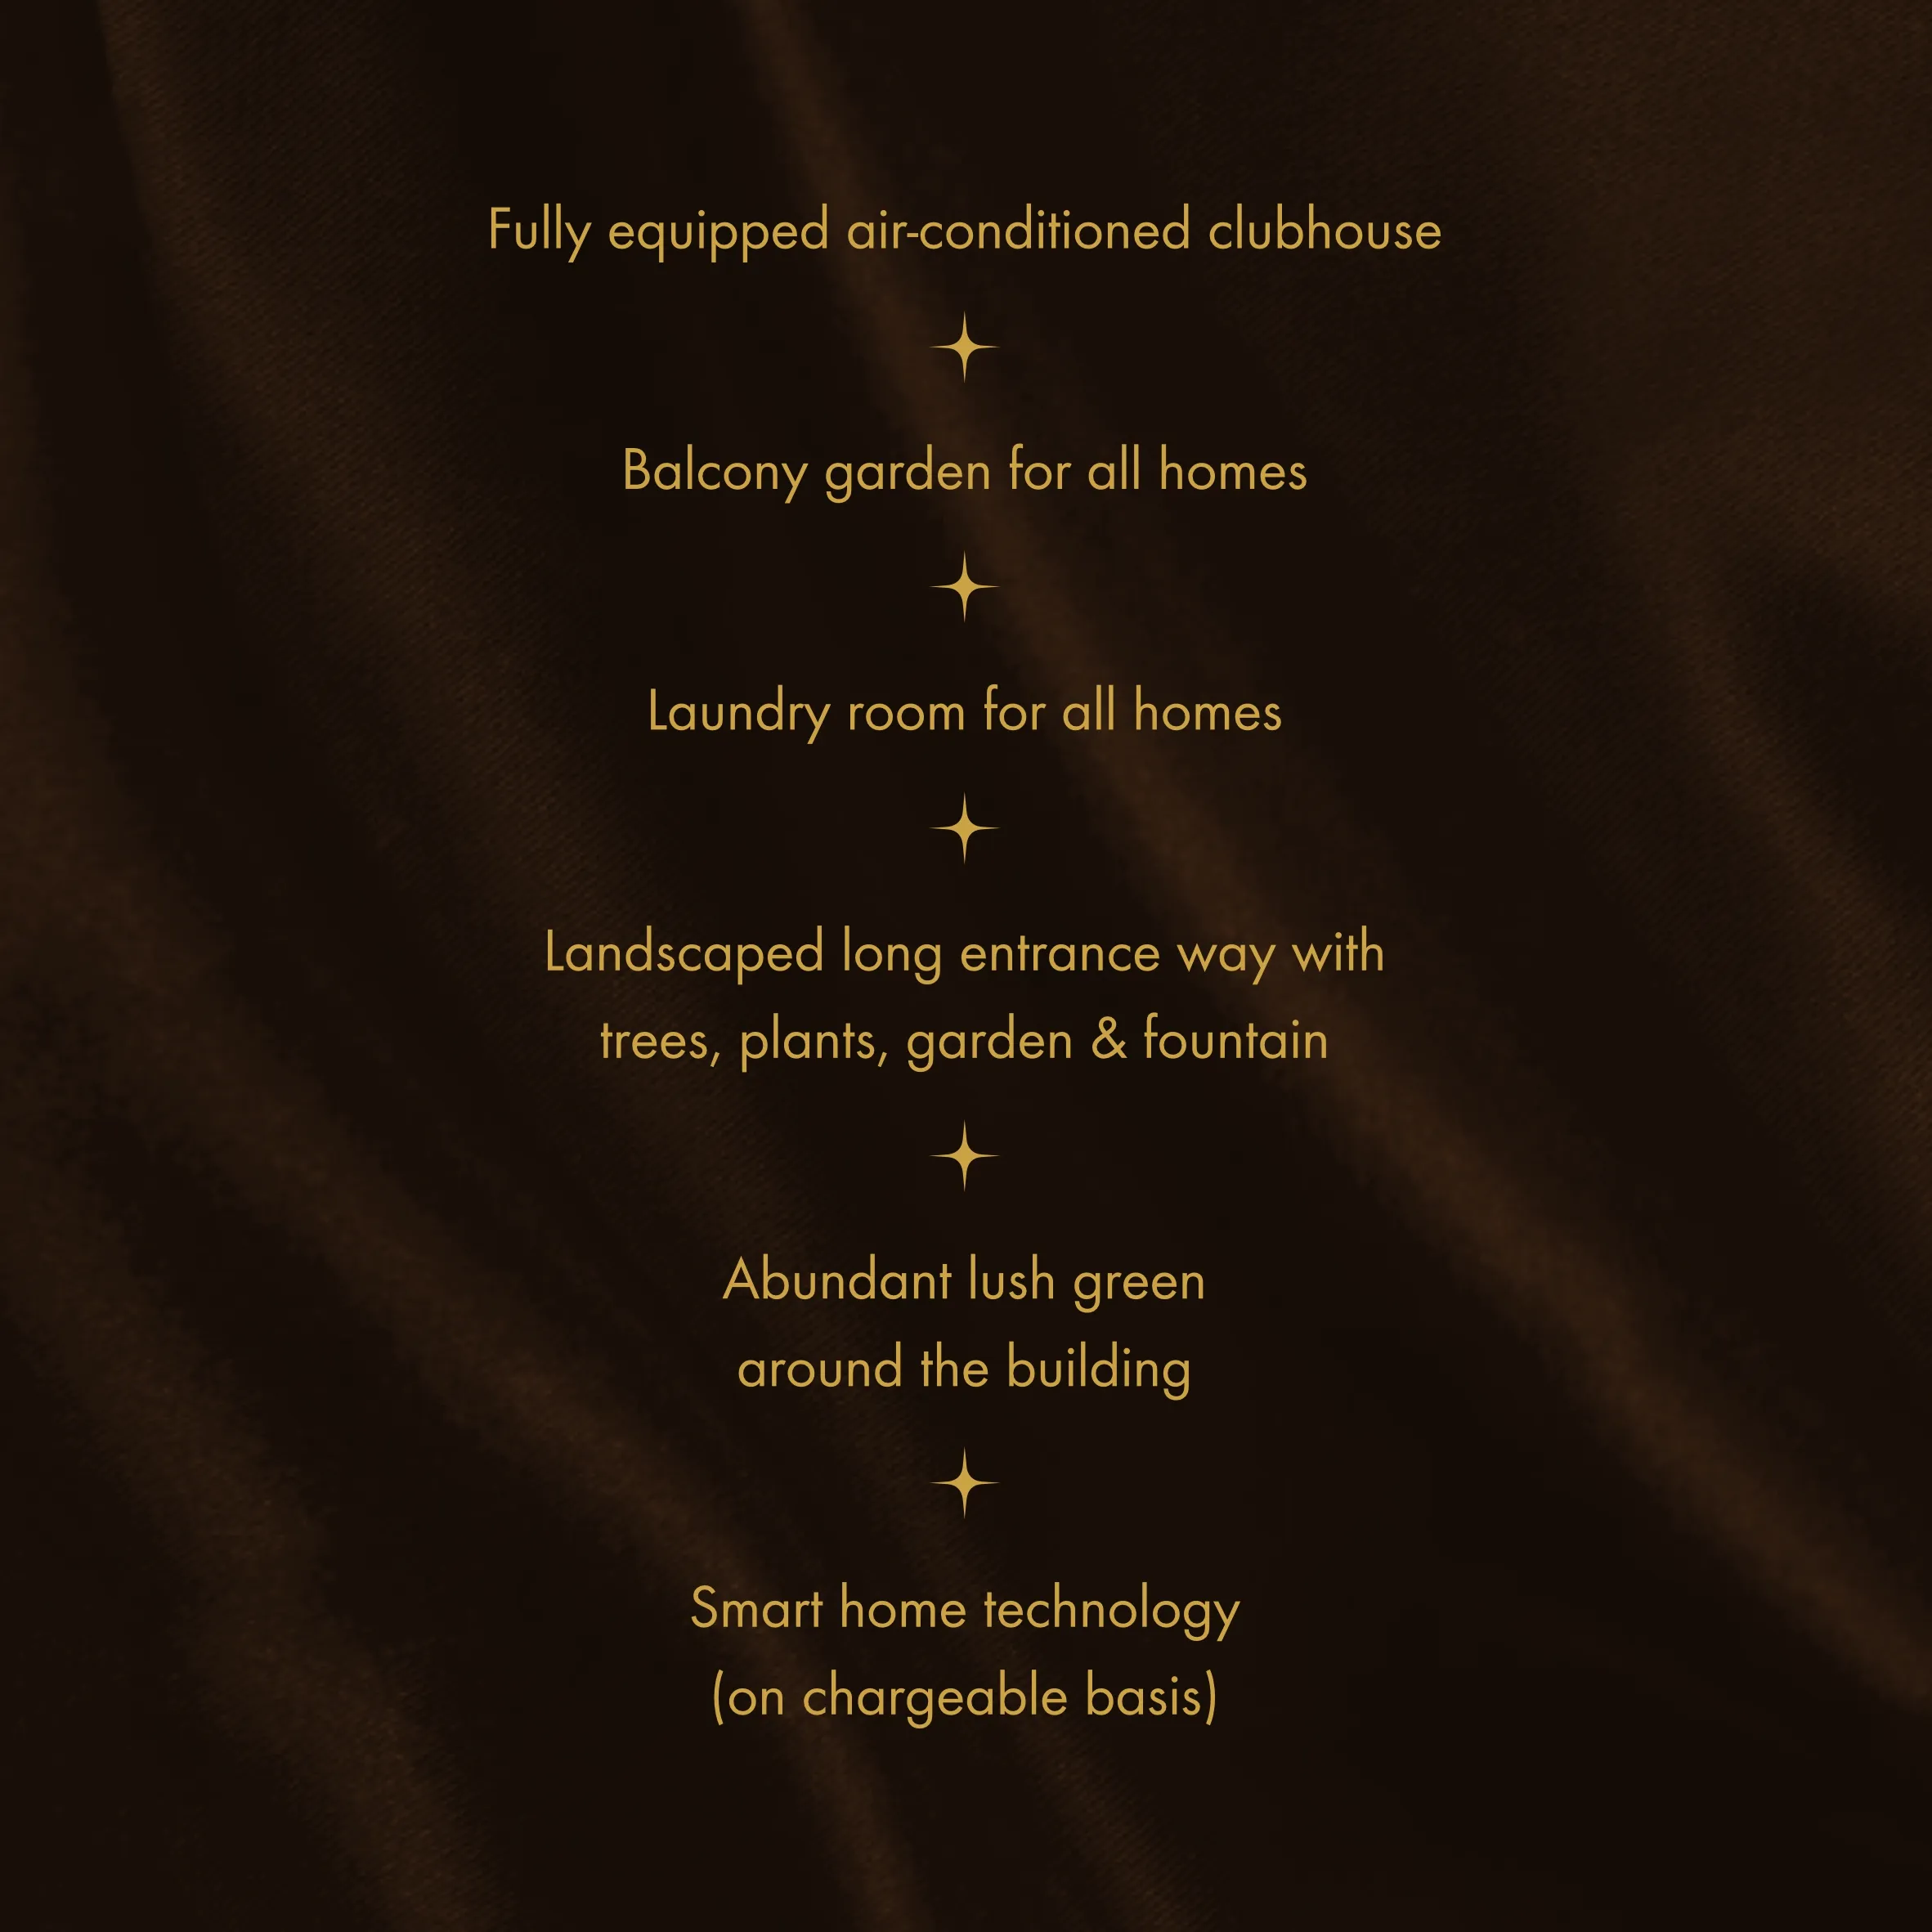 Fully equipped air-conditioned clubhouse
Balcony garden for all homes
Laundry room for all homes
Landscaped long entrance way with
trees, plants, garden & fountain
Abundant lush green
around the building
Smart home technology
(on chargeable basis)